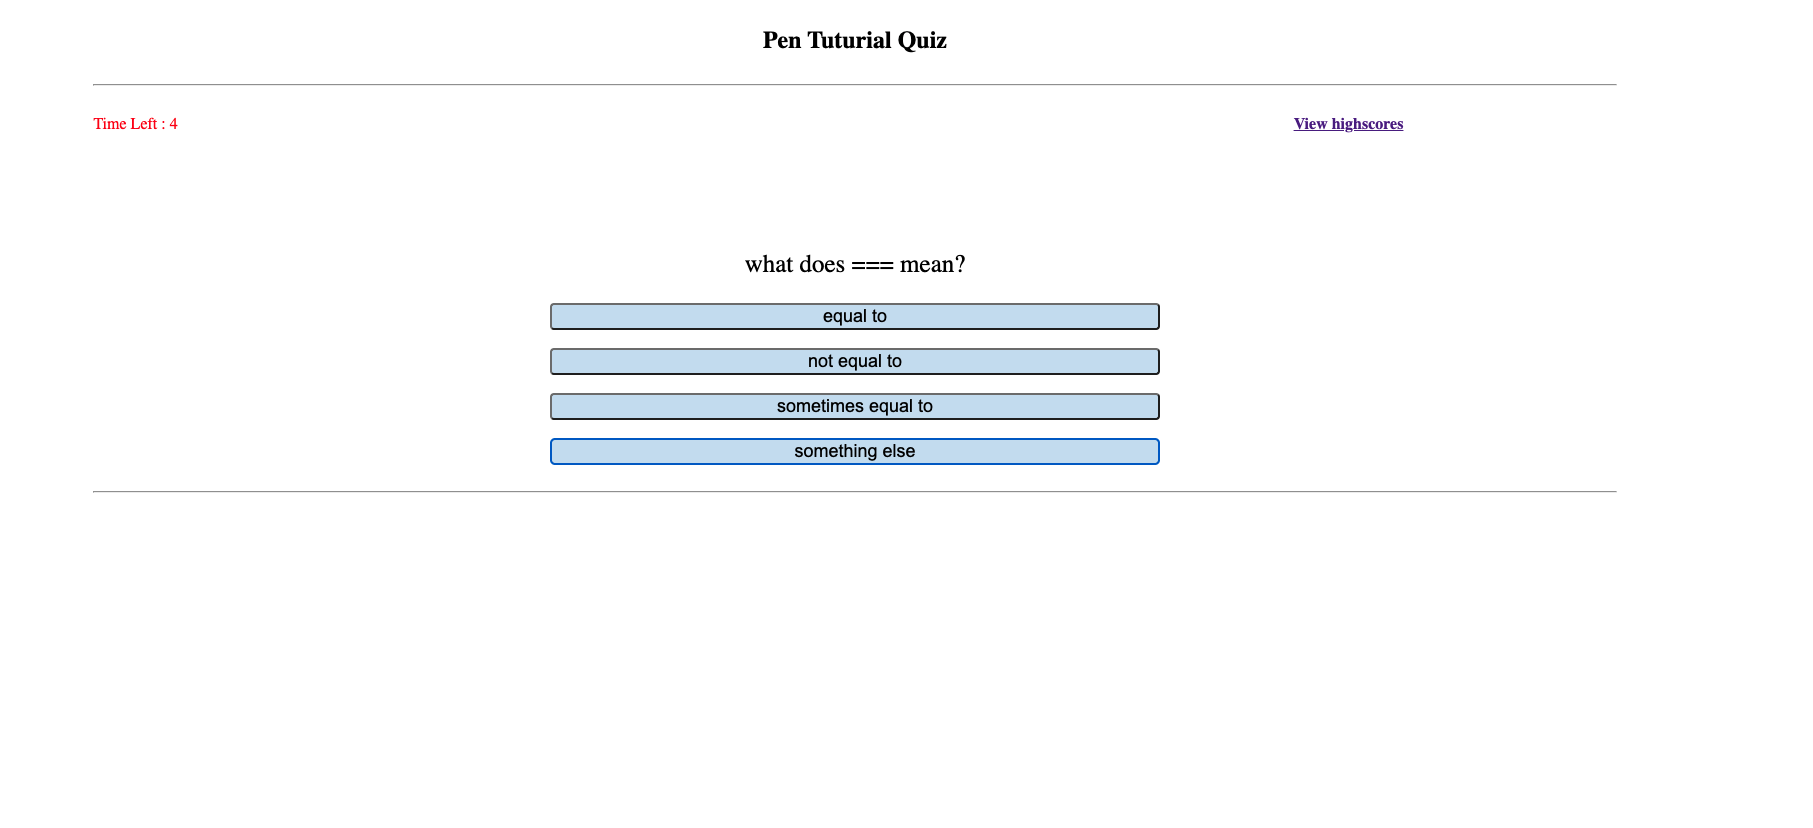 Pen Tuturial Quiz
Time Left : 4
View highscores
what does === mean?
equal to
not equal to
sometimes equal to
something else